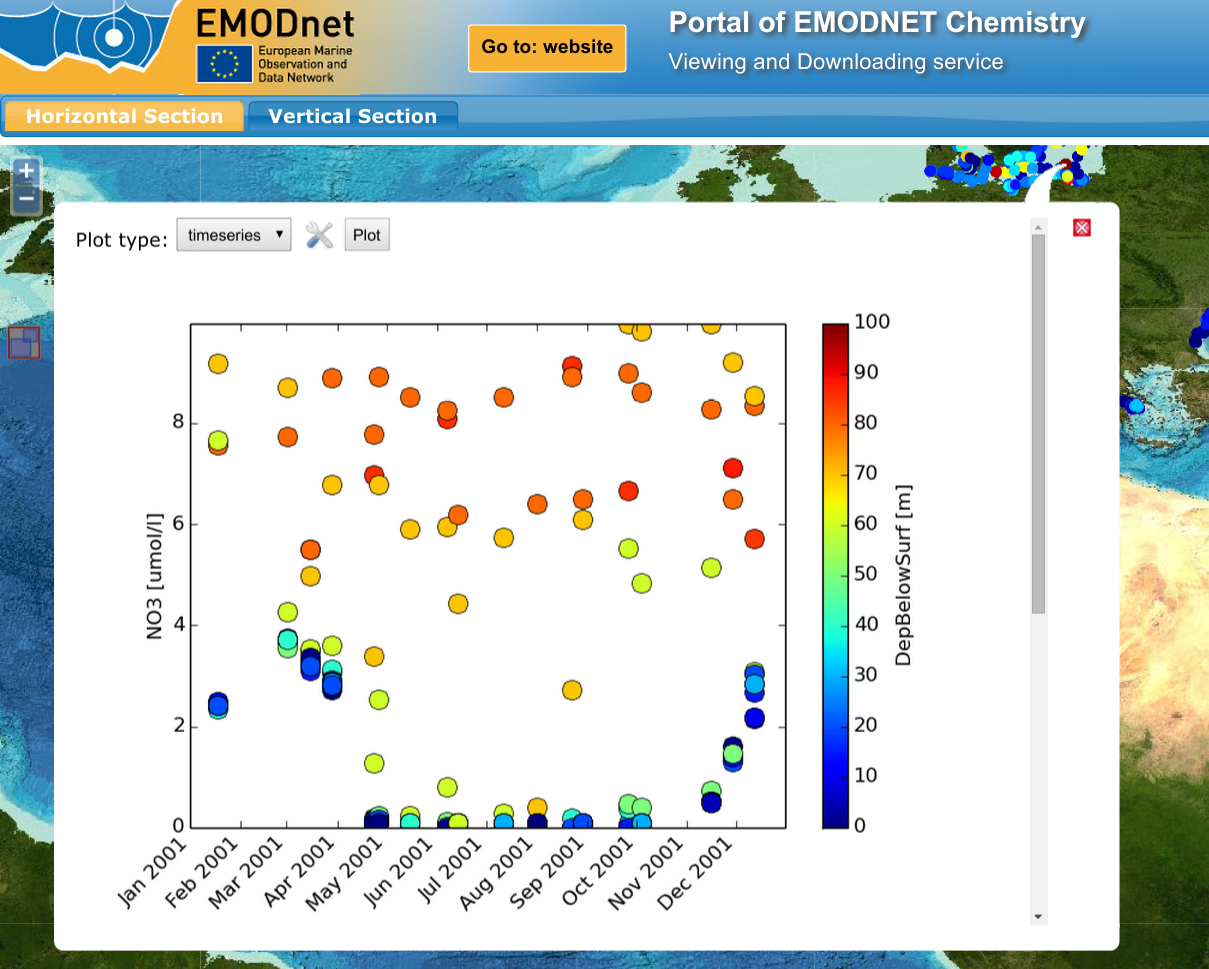 EMODnet
European Marine
Observation and
Data Network
Go to: website
Portal of EMODNET Chemistry
Viewing and Downloading service
Horizontal Section
Vertical Section
+
−
Plot type:
timeseries
Plot
NO3 [umol/l]
8
6
4
2
0
Jan 2001
Feb 2001
Mar 2001
Apr 2001
May 2001
Jun 2001
Jul 2001
Aug 2001
Sep 2001
Oct 2001
Nov 2001
Dec 2001
100
90
80
70
60
50
40
30
20
10
0
DepBelowSurf [m]